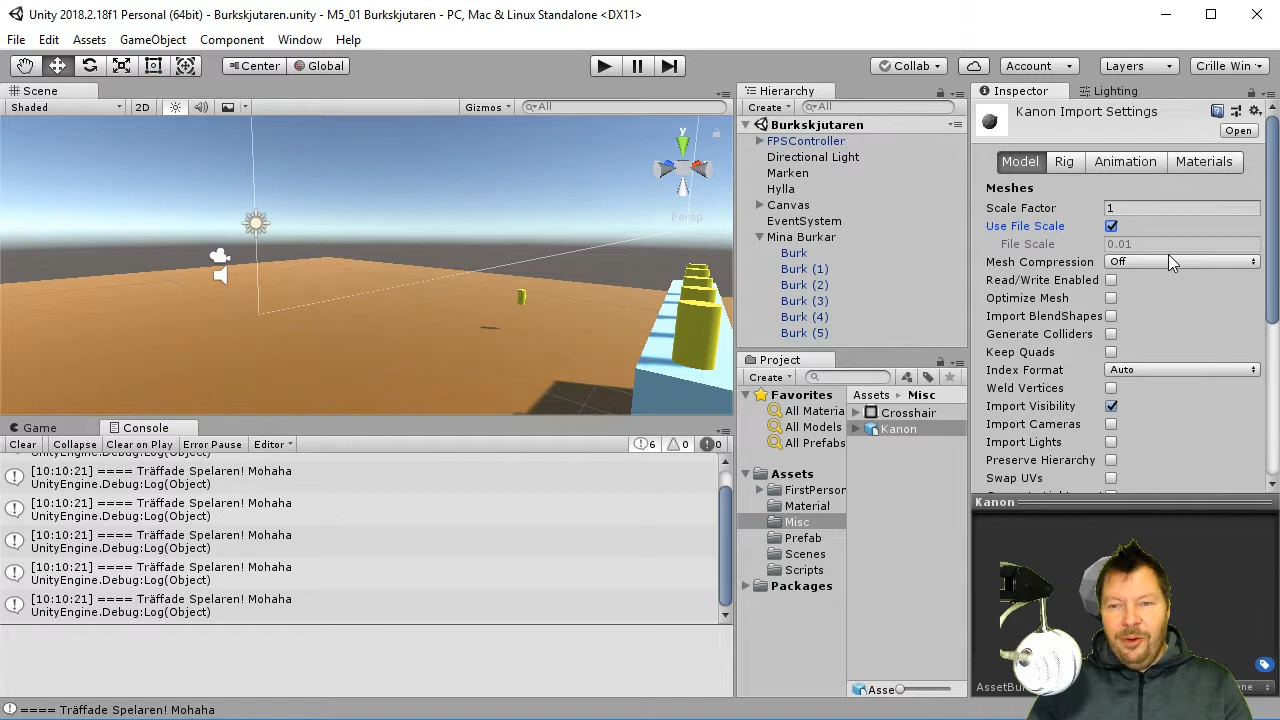 Unity 2018.2.18f1 Personal (64bit) - Burkskjutaren.unity - M5_01 Burkskjutaren - PC, Mac & Linux Standalone <DX11>
File Edit Assets GameObject Component Window Help
Center Global Collab Account Layers Crille Win
Scene
Shaded 2D Gizmos All
y
Persp
Hierarchy
Create All
Burkskjutaren
FPSController
Directional Light
Marken
Hylla
Canvas
EventSystem
Mina Burkar
Burk
Burk (1)
Burk (2)
Burk (3)
Burk (4)
Burk (5)
Inspector Lighting
Kanon Import Settings
Open
Model Rig Animation Materials
Meshes
Scale Factor 1
Use File Scale
File Scale 0.01
Mesh Compression Off
Read/Write Enabled
Optimize Mesh
Import BlendShapes
Generate Colliders
Keep Quads
Index Format Auto
Weld Vertices
Import Visibility
Import Cameras
Import Lights
Preserve Hierarchy
Swap UVs
Kanon
Project
Create
Favorites
All Materia
All Models
All Prefabs
Assets
FirstPerson
Material
Misc
Prefab
Scenes
Scripts
Packages
Assets Misc
Crosshair
Kanon
Asse
Game Console
Clear Collapse Clear on Play Error Pause Editor 6 0 0
UnityEngine.Debug:Log(Object)
[10:10:21] ==== Träffade Spelaren! Mohaha
UnityEngine.Debug:Log(Object)
[10:10:21] ==== Träffade Spelaren! Mohaha
UnityEngine.Debug:Log(Object)
[10:10:21] ==== Träffade Spelaren! Mohaha
UnityEngine.Debug:Log(Object)
[10:10:21] ==== Träffade Spelaren! Mohaha
UnityEngine.Debug:Log(Object)
[10:10:21] ==== Träffade Spelaren! Mohaha
UnityEngine.Debug:Log(Object)
==== Träffade Spelaren! Mohaha